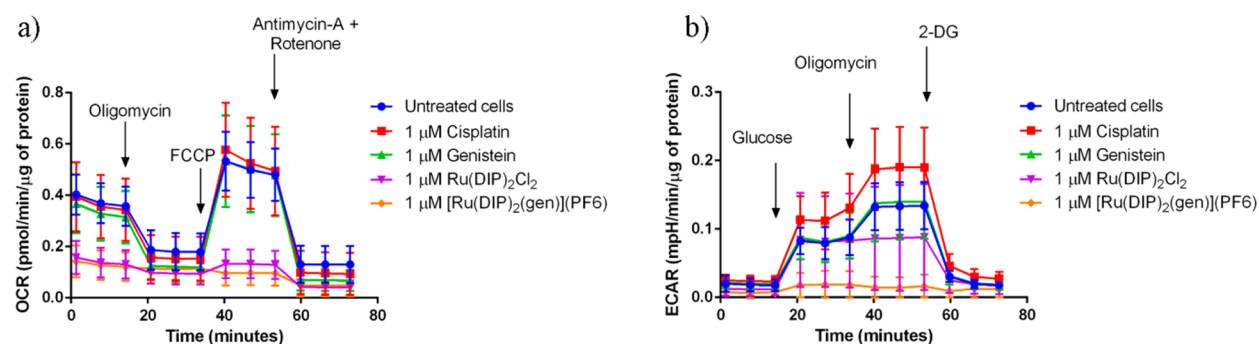 a)
Antimycin-A +
Rotenone
Oligomycin
FCCP
OCR (pmol/min/μg of protein)
0.8
0.6
0.4
0.2
0.0
0
20
40
60
80
Time (minutes)
Untreated cells
1 μM Cisplatin
1 μM Genistein
1 μM Ru(DIP)₂Cl₂
1 μM [Ru(DIP)₂(gen)](PF6)
b)
2-DG
Oligomycin
Glucose
ECAR (mpH/min/μg of protein)
0.3
0.2
0.1
0.0
0
20
40
60
80
Time (minutes)
Untreated cells
1 μM Cisplatin
1 μM Genistein
1 μM Ru(DIP)₂Cl₂
1 μM [Ru(DIP)₂(gen)](PF6)